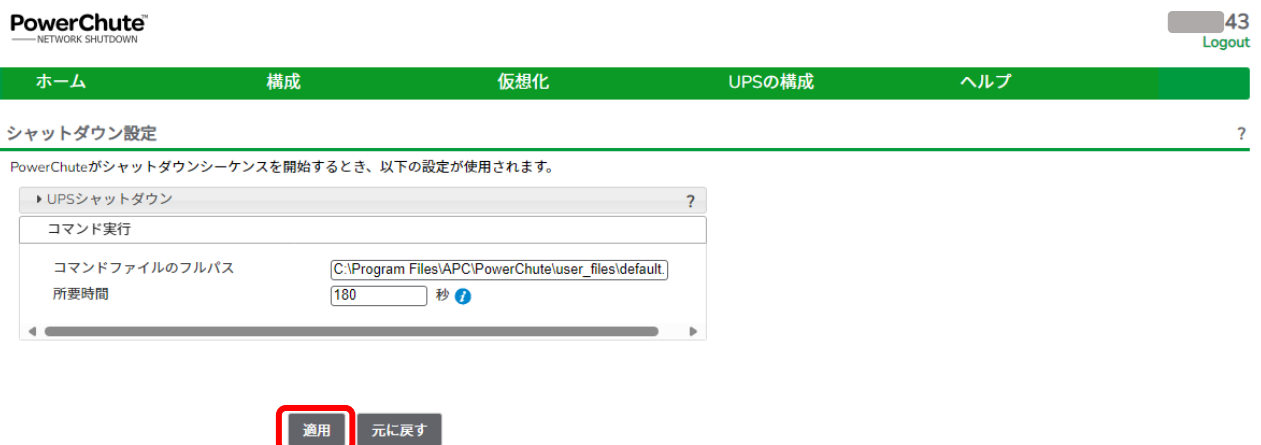 PowerChute™
NETWORK SHUTDOWN
43
Logout
ホーム 構成 仮想化 UPSの構成 ヘルプ
シャットダウン設定 ?
PowerChuteがシャットダウンシーケンスを開始するとき、以下の設定が使用されます。
UPSシャットダウン ?
コマンド実行
コマンドファイルのフルパス C:\Program Files\APC\PowerChute\user_files\default.
所要時間 180 秒 i
適用 元に戻す